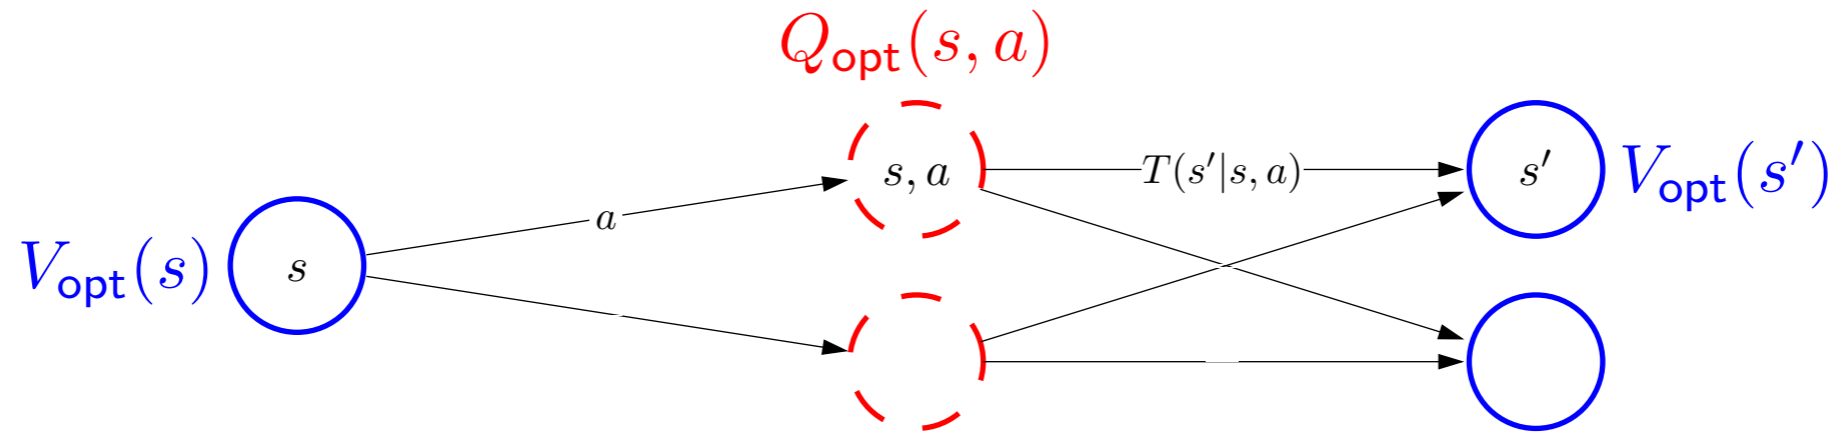 Q_opt(s, a)
V_opt(s)
s
a
s, a
T(s′|s, a)
s′
V_opt(s′)